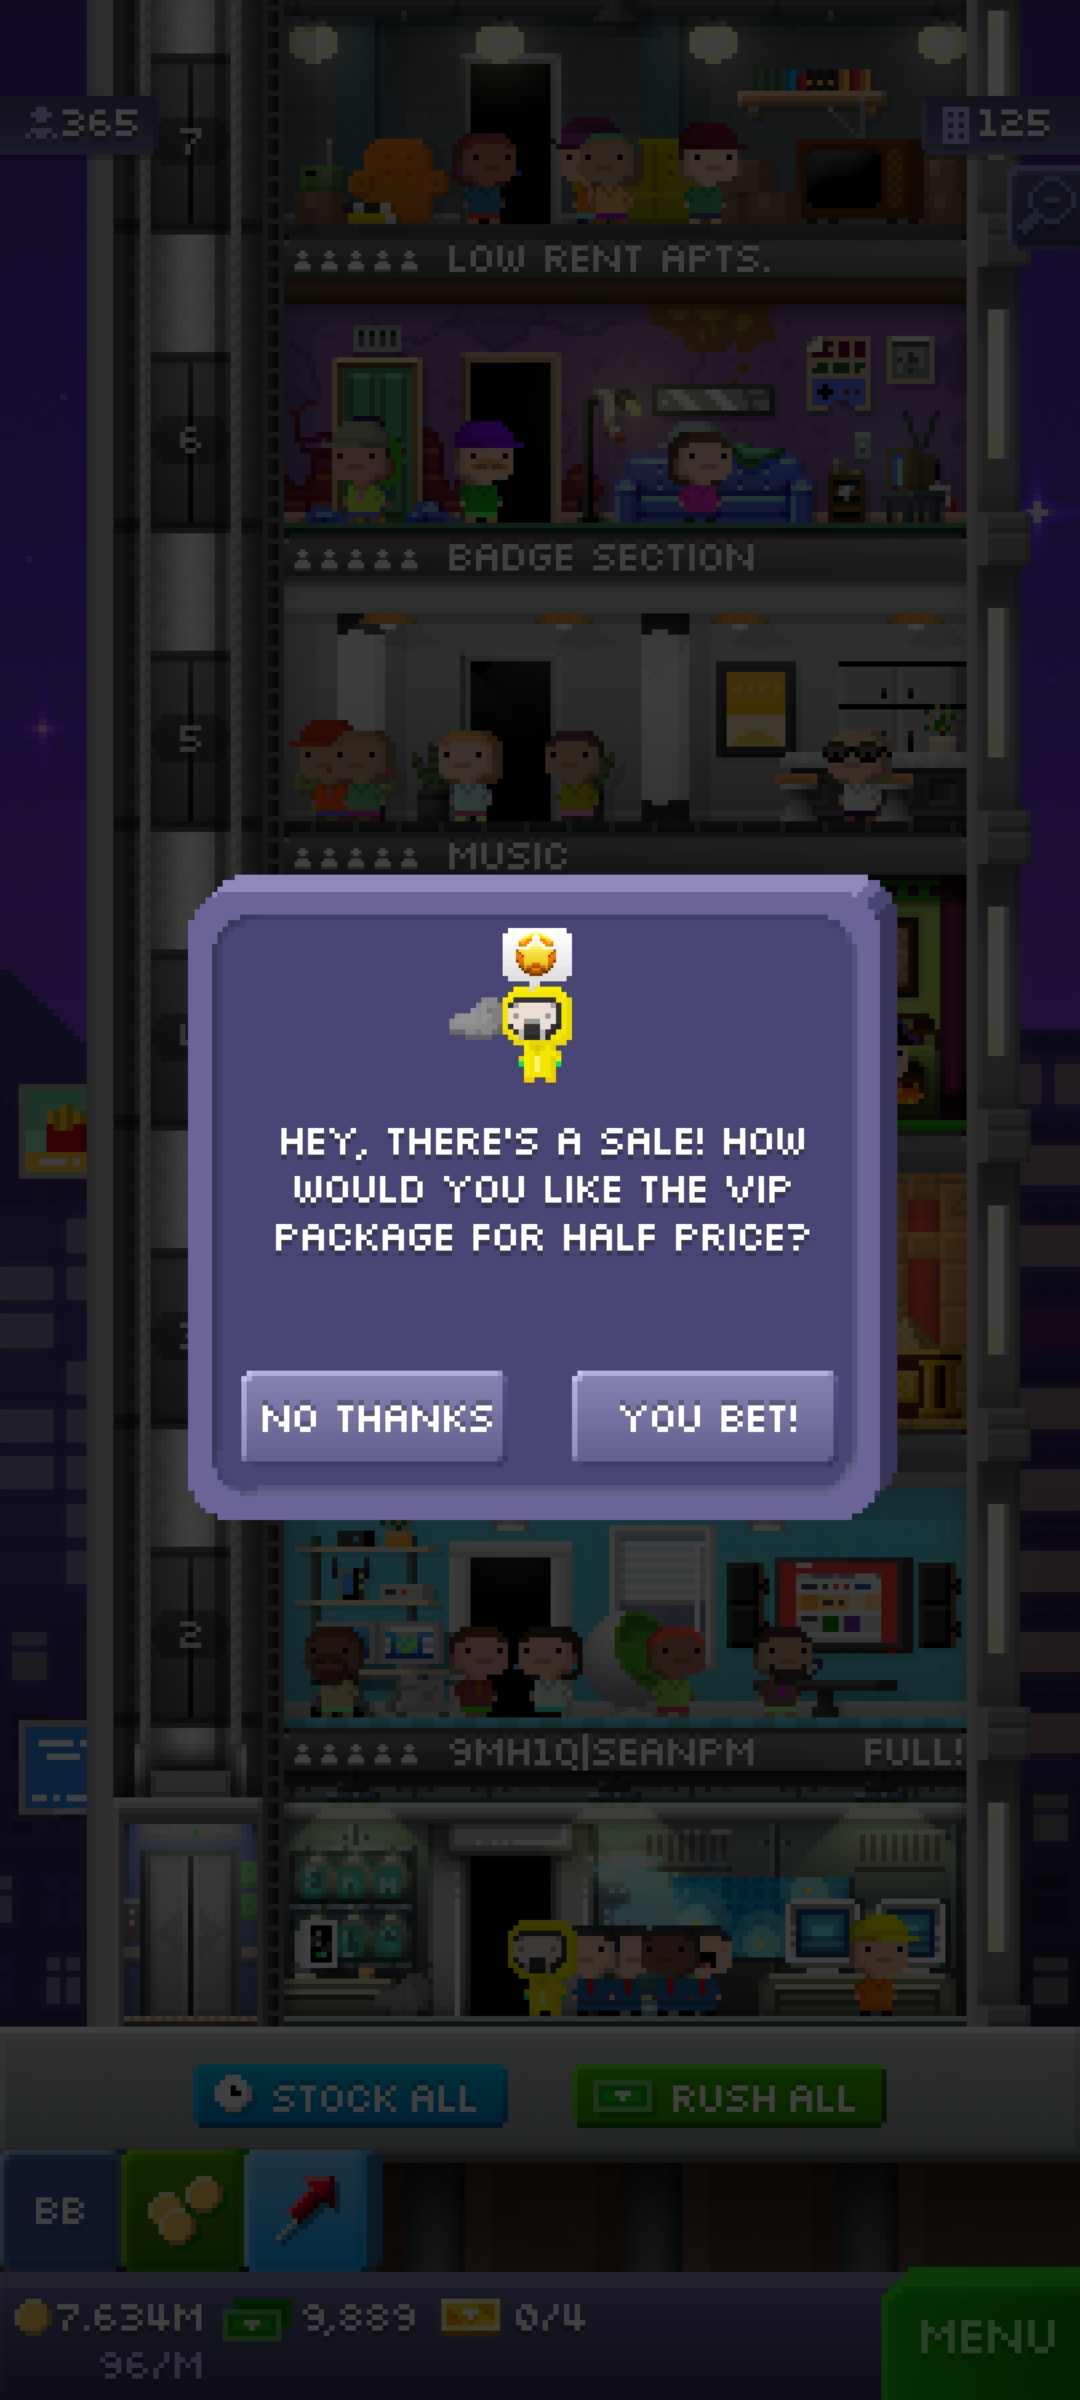 365
7
125
LOW RENT APTS.
6
BADGE SECTION
5
MUSIC
HEY, THERE'S A SALE! HOW
WOULD YOU LIKE THE VIP
PACKAGE FOR HALF PRICE?
NO THANKS
YOU BET!
2
9MH1Q|SEANPM
FULL!
STOCK ALL
RUSH ALL
BB
7.634M
9,889
0/4
96/M
MENU